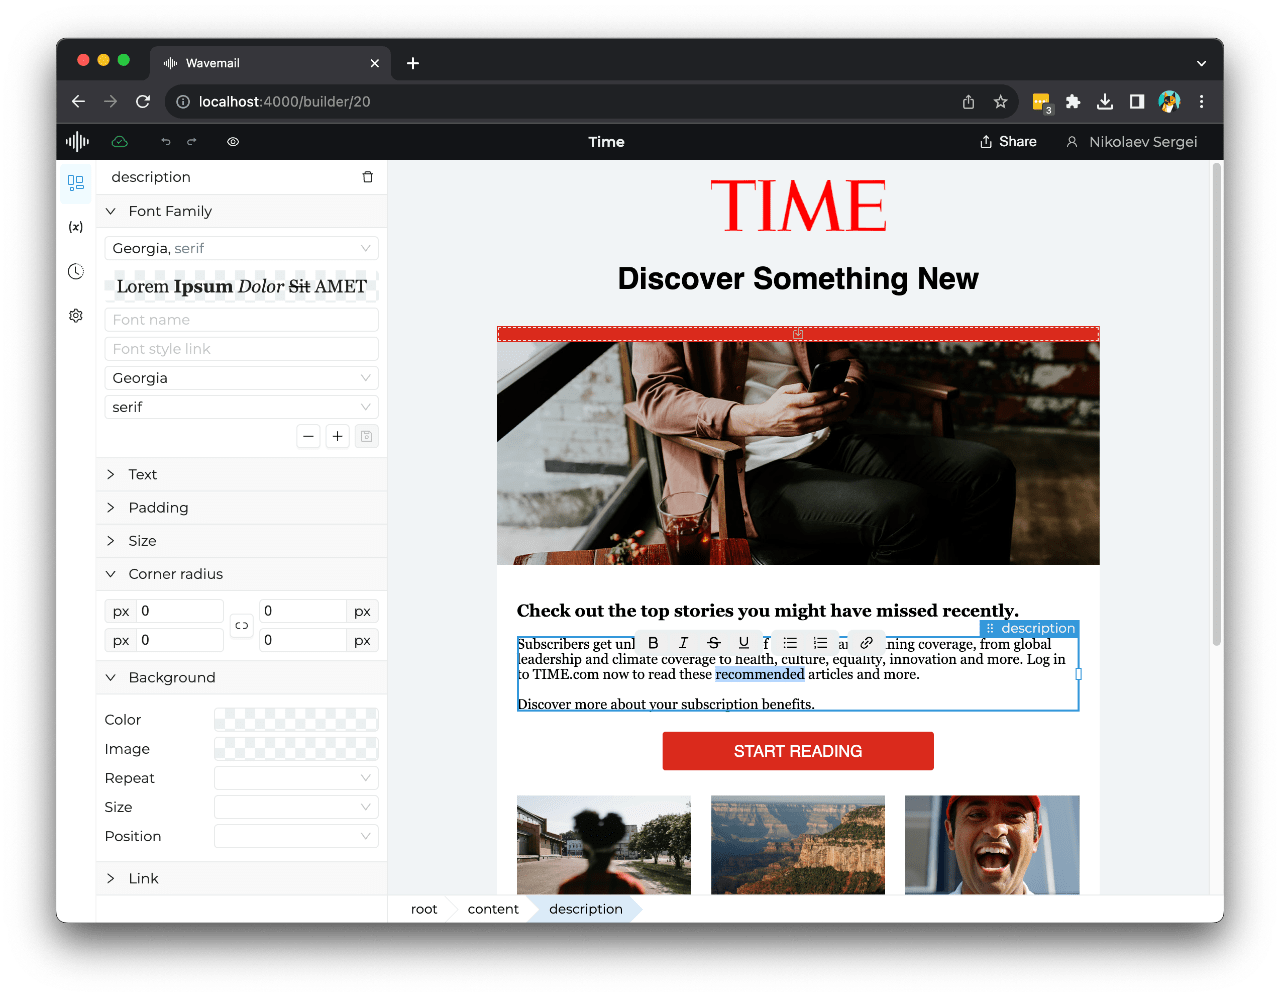 Wavemail
localhost:4000/builder/20
3
Time
Share
Nikolaev Sergei
description
Font Family
Georgia, serif
Lorem Ipsum Dolor Sit AMET
Font name
Font style link
Georgia
serif
Text
Padding
Size
Corner radius
px 0 0 px
px 0 0 px
Background
Color
Image
Repeat
Size
Position
Link
(x)
TIME
Discover Something New
Check out the top stories you might have missed recently.
description
B I S U
Subscribers get unl f ar ning coverage, from global
leadership and climate coverage to health, culture, equality, innovation and more. Log in
to TIME.com now to read these recommended articles and more.
Discover more about your subscription benefits.
START READING
root content description